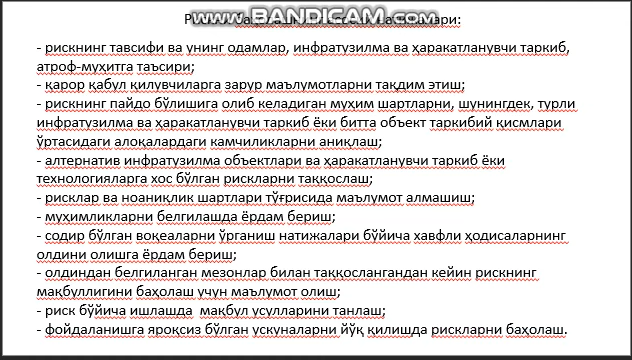 www.BANDICAM.com
- рискнинг тавсифи ва унинг одамлар, инфратузилма ва ҳаракатланувчи таркиб,
атроф-муҳитга таъсири;
- қарор қабул қилувчиларга зарур маълумотларни тақдим этиш;
- рискнинг пайдо бўлишига олиб келадиган муҳим шартларни, шунингдек, турли
инфратузилма ва ҳаракатланувчи таркиб ёки битта объект таркибий қисмлари
ўртасидаги алоқалардаги камчиликларни аниқлаш;
- алтернатив инфратузилма объектлари ва ҳаракатланувчи таркиб ёки
технологияларга хос бўлган рискларни таққослаш;
- рисклар ва ноаниқлик шартлари тўғрисида маълумот алмашиш;
- муҳимликларни белгилашда ёрдам бериш;
- содир бўлган воқеаларни ўрганиш натижалари бўйича хавфли ҳодисаларнинг
олдини олишга ёрдам бериш;
- олдиндан белгиланган мезонлар билан таққослангандан кейин рискнинг
мақбуллигини баҳолаш учун маълумот олиш;
- риск бўйича ишлашда мақбул усулларини танлаш;
- фойдаланишга яроқсиз бўлган ускуналарни йўқ қилишда рискларни баҳолаш.